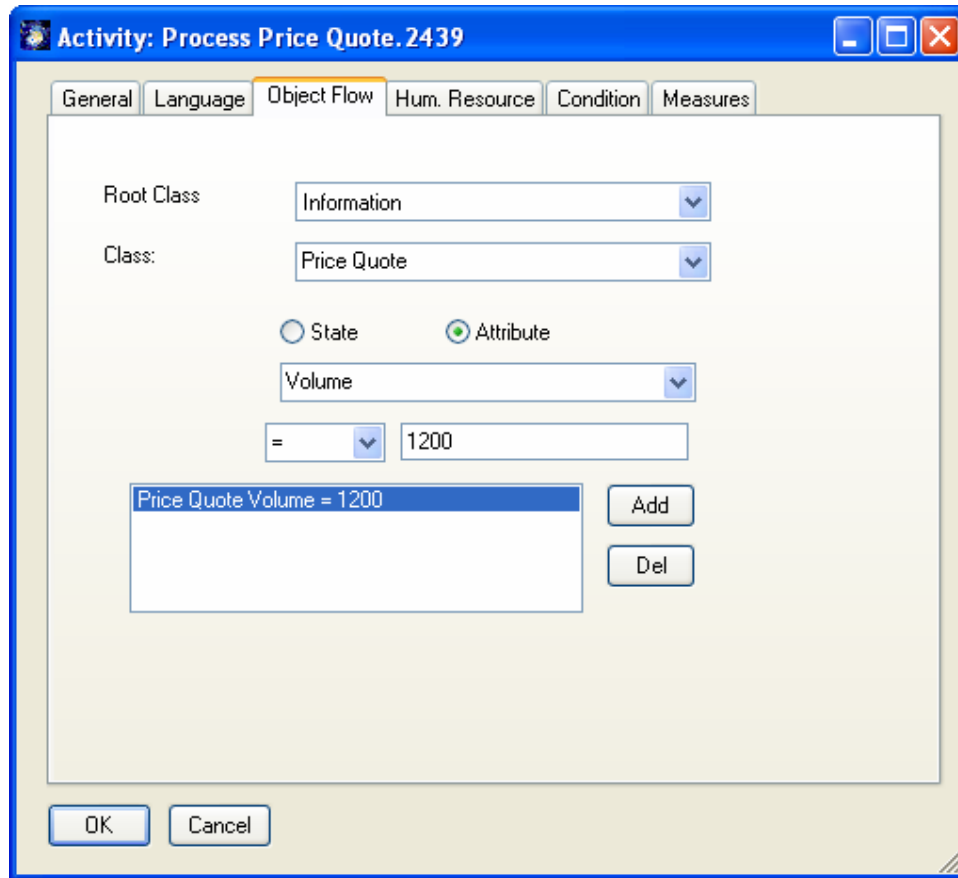 Activity: Process Price Quote.2439
General Language Object Flow Hum. Resource Condition Measures
Root Class Information
Class: Price Quote
State Attribute
Volume
= 1200
Price Quote Volume = 1200
Add
Del
OK Cancel